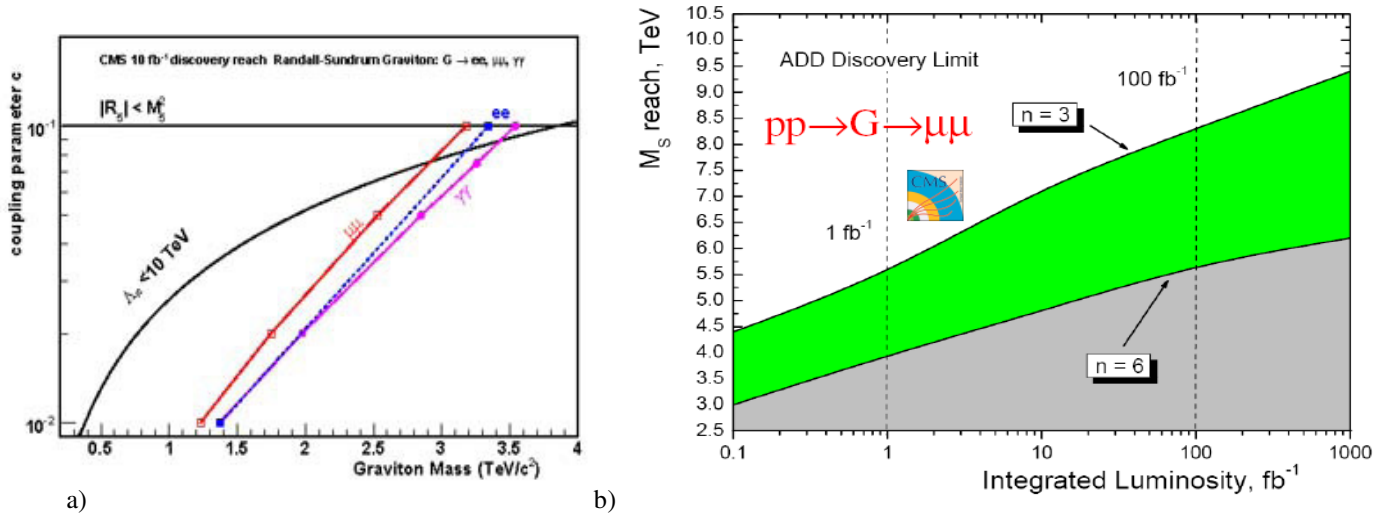 CMS 10 fb⁻¹ discovery reach Randall-Sundrum Graviton: G → ee, μμ, γγ
|R₅| < M₅²
ee
μμ
γγ
Λπ <10 TeV
coupling parameter c
10⁻¹
10⁻²
0.5 1 1.5 2 2.5 3 3.5 4
Graviton Mass (TeV/c²)
a)
M_S reach, TeV
10.5
10.0
9.5
9.0
8.5
8.0
7.5
7.0
6.5
6.0
5.5
5.0
4.5
4.0
3.5
3.0
2.5
ADD Discovery Limit
100 fb⁻¹
n = 3
pp→G→μμ
CMS
1 fb⁻¹
n = 6
0.1 1 10 100 1000
Integrated Luminosity, fb⁻¹
b)